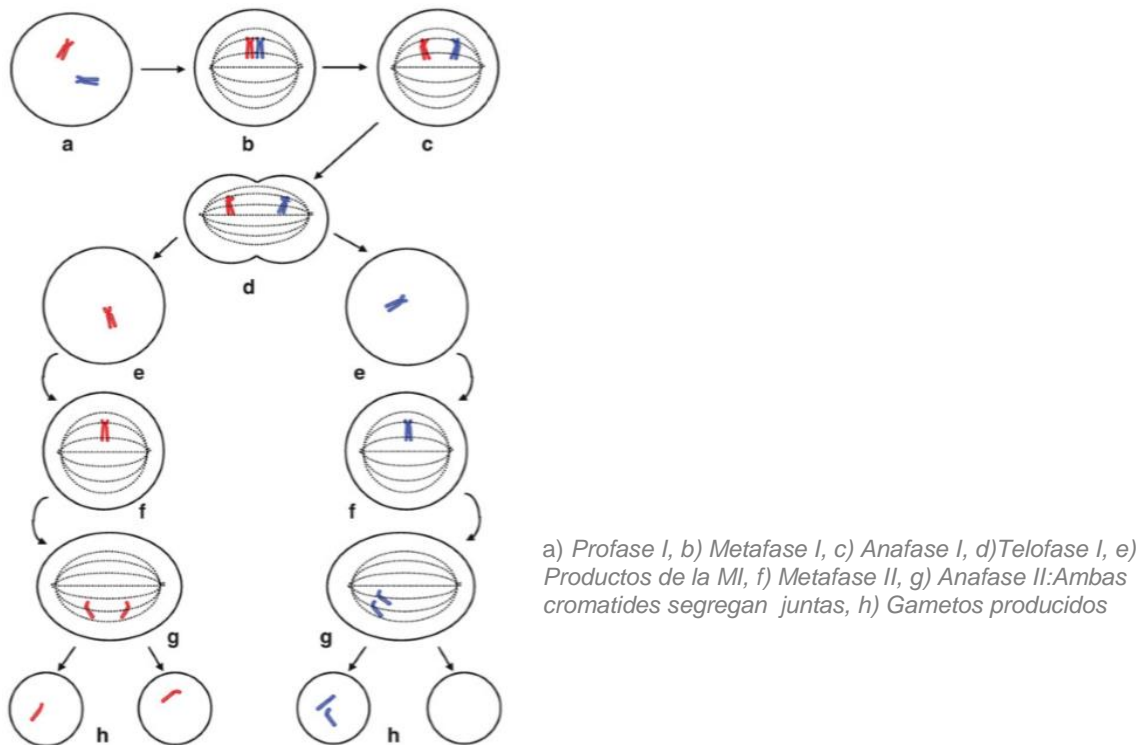 a
b
c
d
e
e
f
f
a) Profase I, b) Metafase I, c) Anafase I, d)Telofase I, e)
Productos de la MI, f) Metafase II, g) Anafase II:Ambas
cromatides segregan juntas, h) Gametos producidos
g
g
h
h